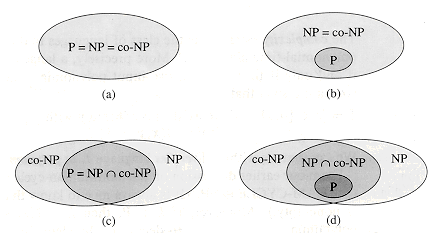 P = NP = co-NP
(a)
NP = co-NP
P
(b)
co-NP
P = NP ∩ co-NP
NP
(c)
co-NP
NP ∩ co-NP
NP
P
(d)